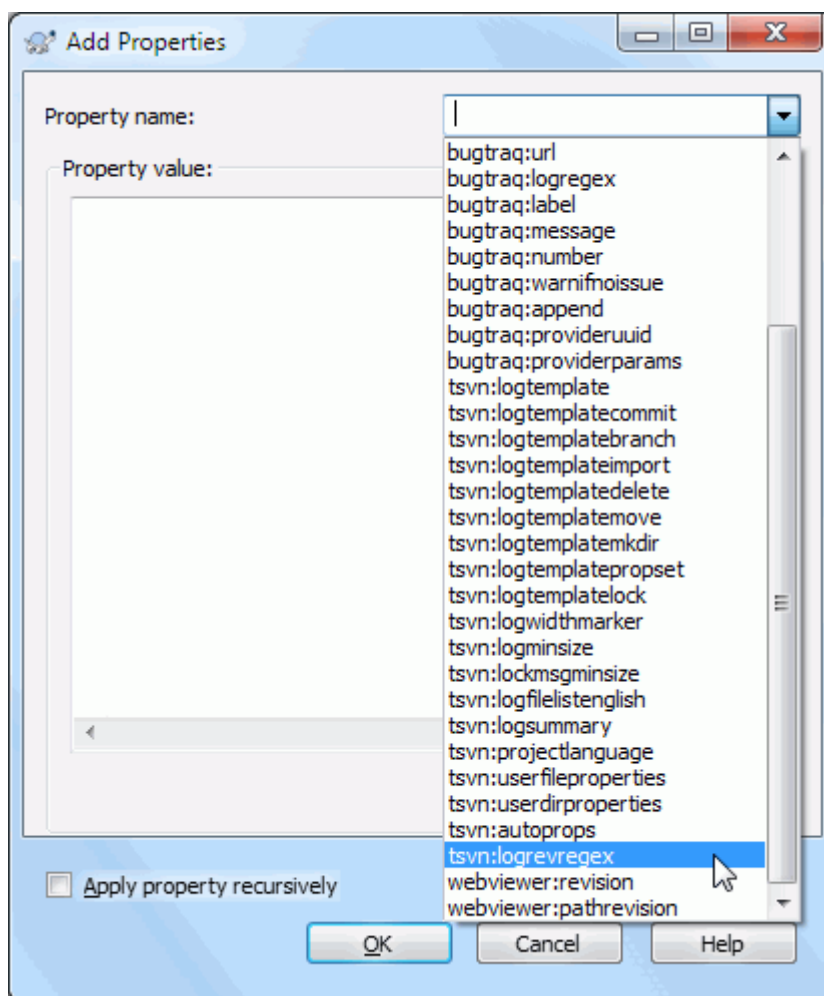 Add Properties
Property name:
Property value:
bugtraq:url
bugtraq:logregex
bugtraq:label
bugtraq:message
bugtraq:number
bugtraq:warnifnoissue
bugtraq:append
bugtraq:provideruuid
bugtraq:providerparams
tsvn:logtemplate
tsvn:logtemplatecommit
tsvn:logtemplatebranch
tsvn:logtemplateimport
tsvn:logtemplatedelete
tsvn:logtemplatemove
tsvn:logtemplatemkdir
tsvn:logtemplatepropset
tsvn:logtemplatelock
tsvn:logwidthmarker
tsvn:logminsize
tsvn:lockmsgminsize
tsvn:logfilelistenglish
tsvn:logsummary
tsvn:projectlanguage
tsvn:userfileproperties
tsvn:userdirproperties
tsvn:autoprops
tsvn:logrevregex
webviewer:revision
webviewer:pathrevision
Apply property recursively
OK Cancel Help